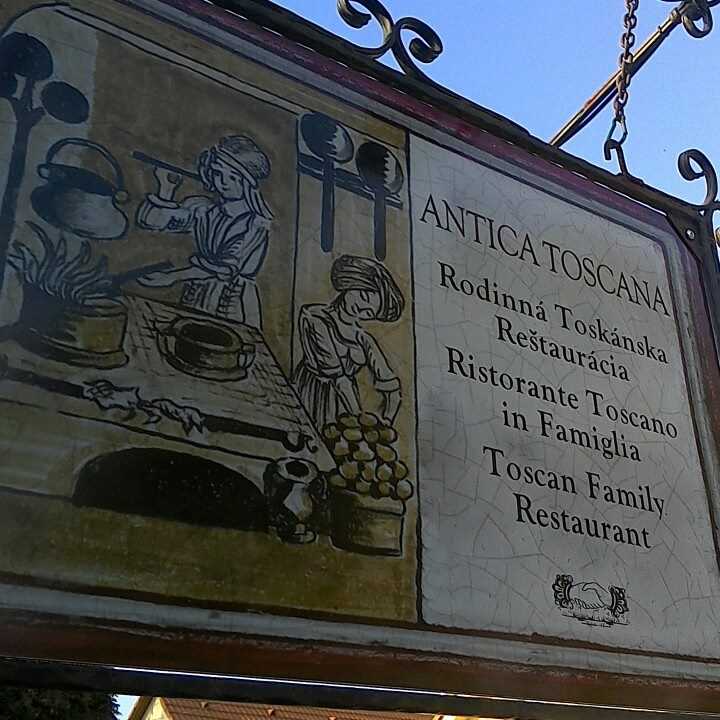 ANTICA TOSCANA
Rodinná Toskánska
Reštaurácia
Ristorante Toscano
in Famiglia
Toscan Family
Restaurant